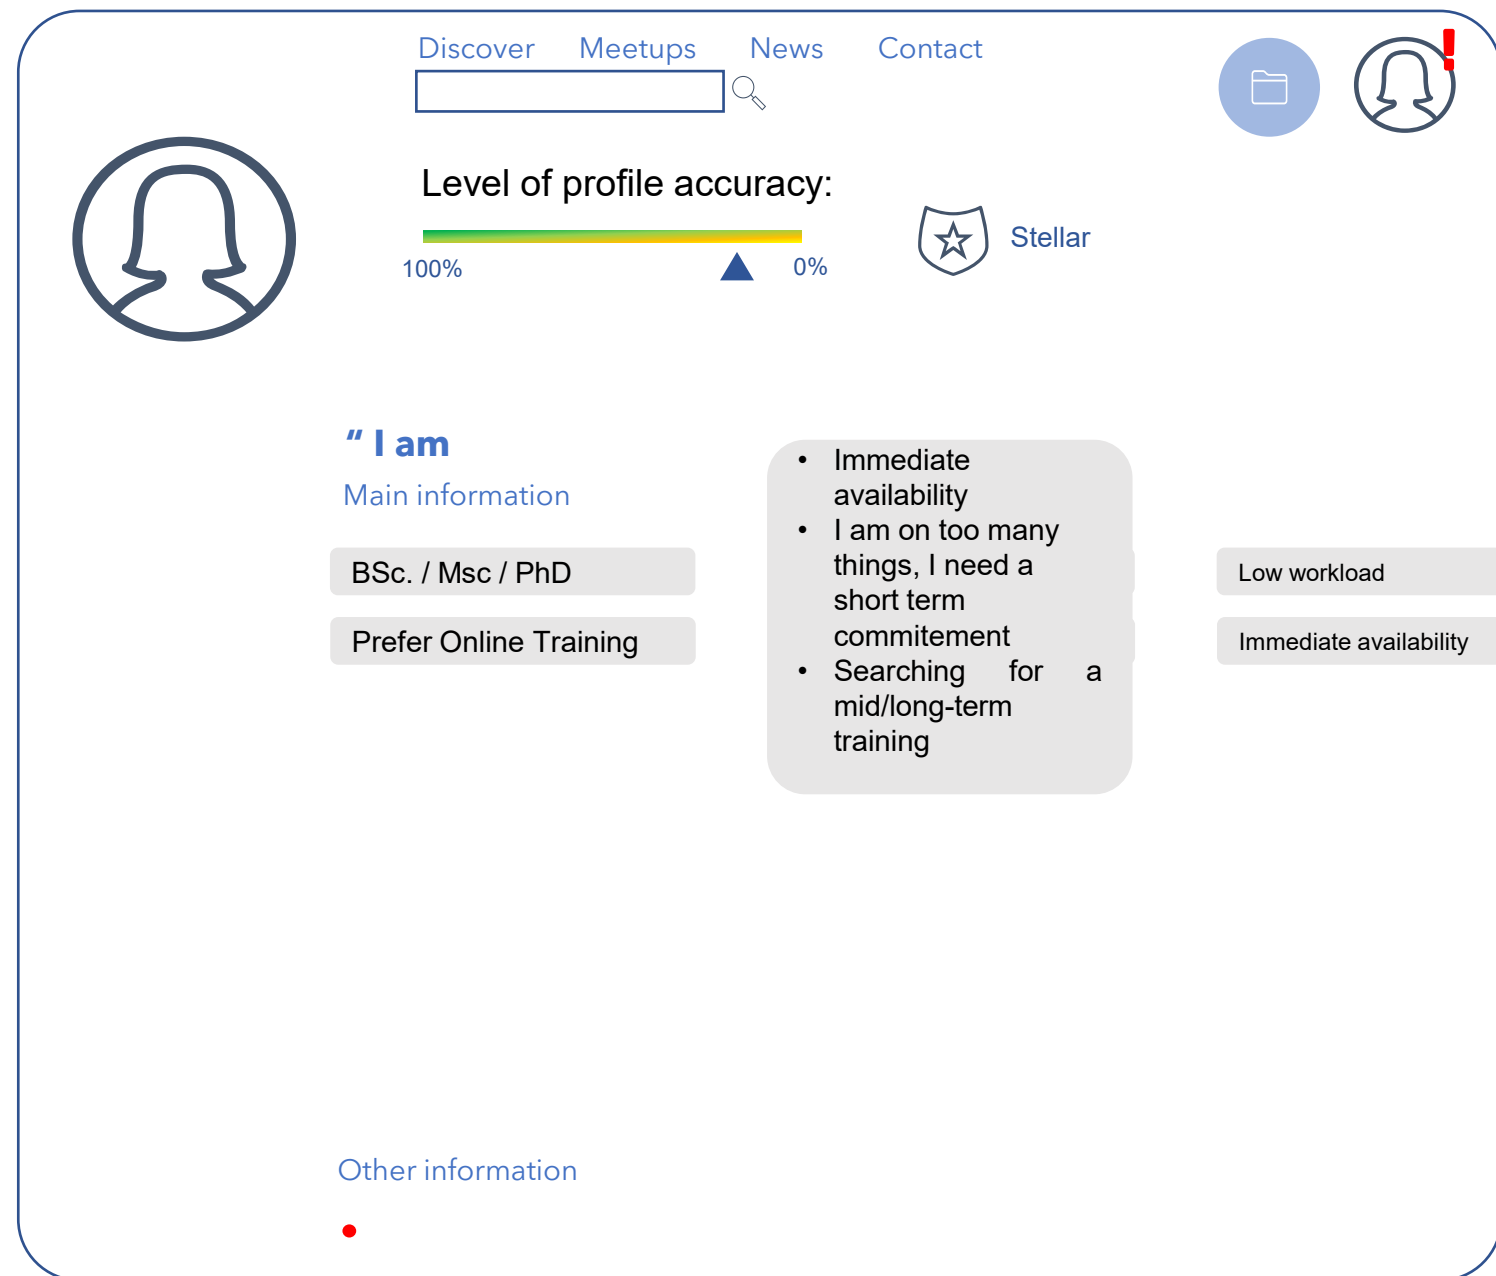 Discover Meetups News Contact
!
Level of profile accuracy:
100% 0%
Stellar
“ I am
Main information
BSc. / Msc / PhD
Prefer Online Training
• Immediate
availability
• I am on too many
things, I need a
short term
commitement
• Searching for a
mid/long-term
training
Low workload
Immediate availability
Other information
•